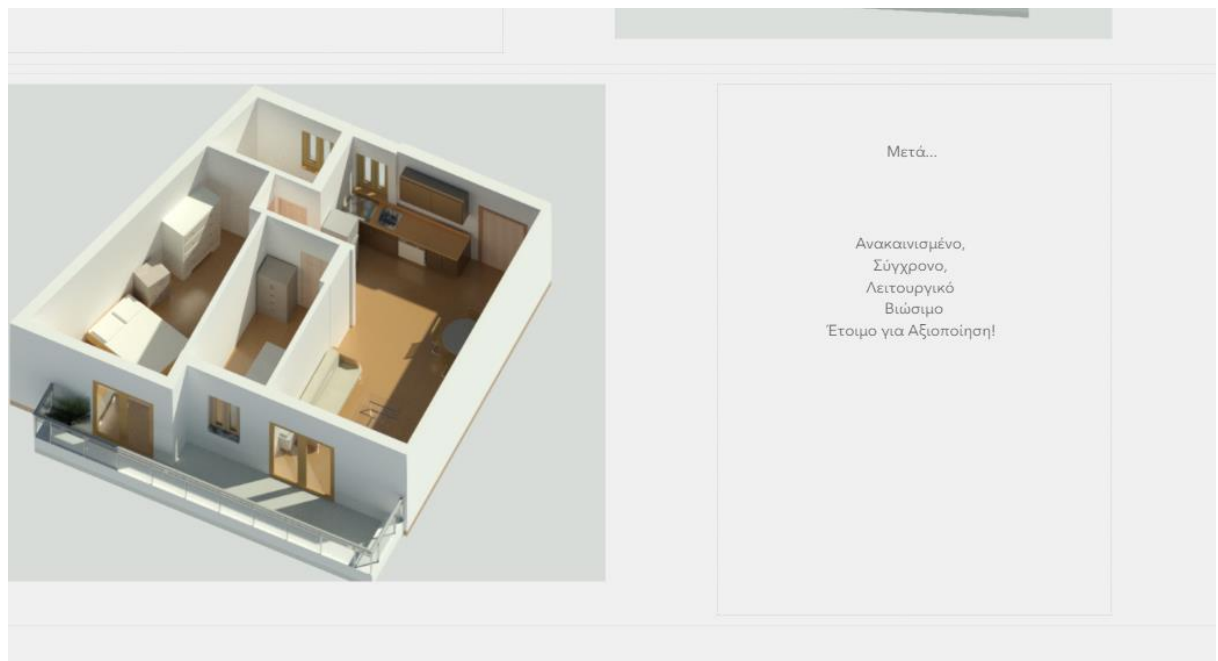 Μετά...
Ανακαινισμένο,
Σύγχρονο,
Λειτουργικό
Βιώσιμο
Έτοιμο για Αξιοποίηση!